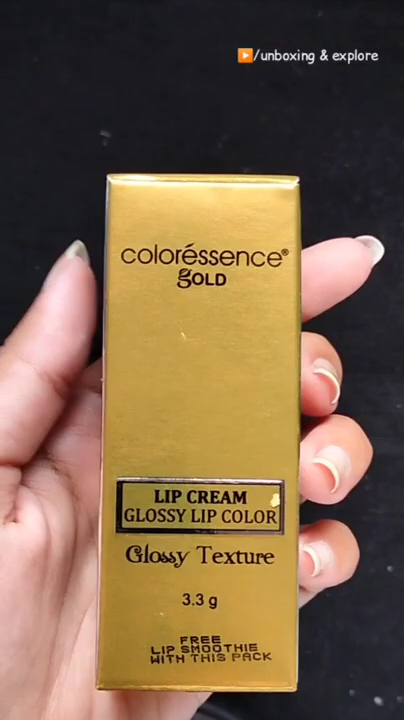 ▶/unboxing & explore
coloréssence®
gOLD
LIP CREAM
GLOSSY LIP COLOR
Glossy Texture
3.3 g
FREE
LIP SMOOTHIE
WITH THIS PACK